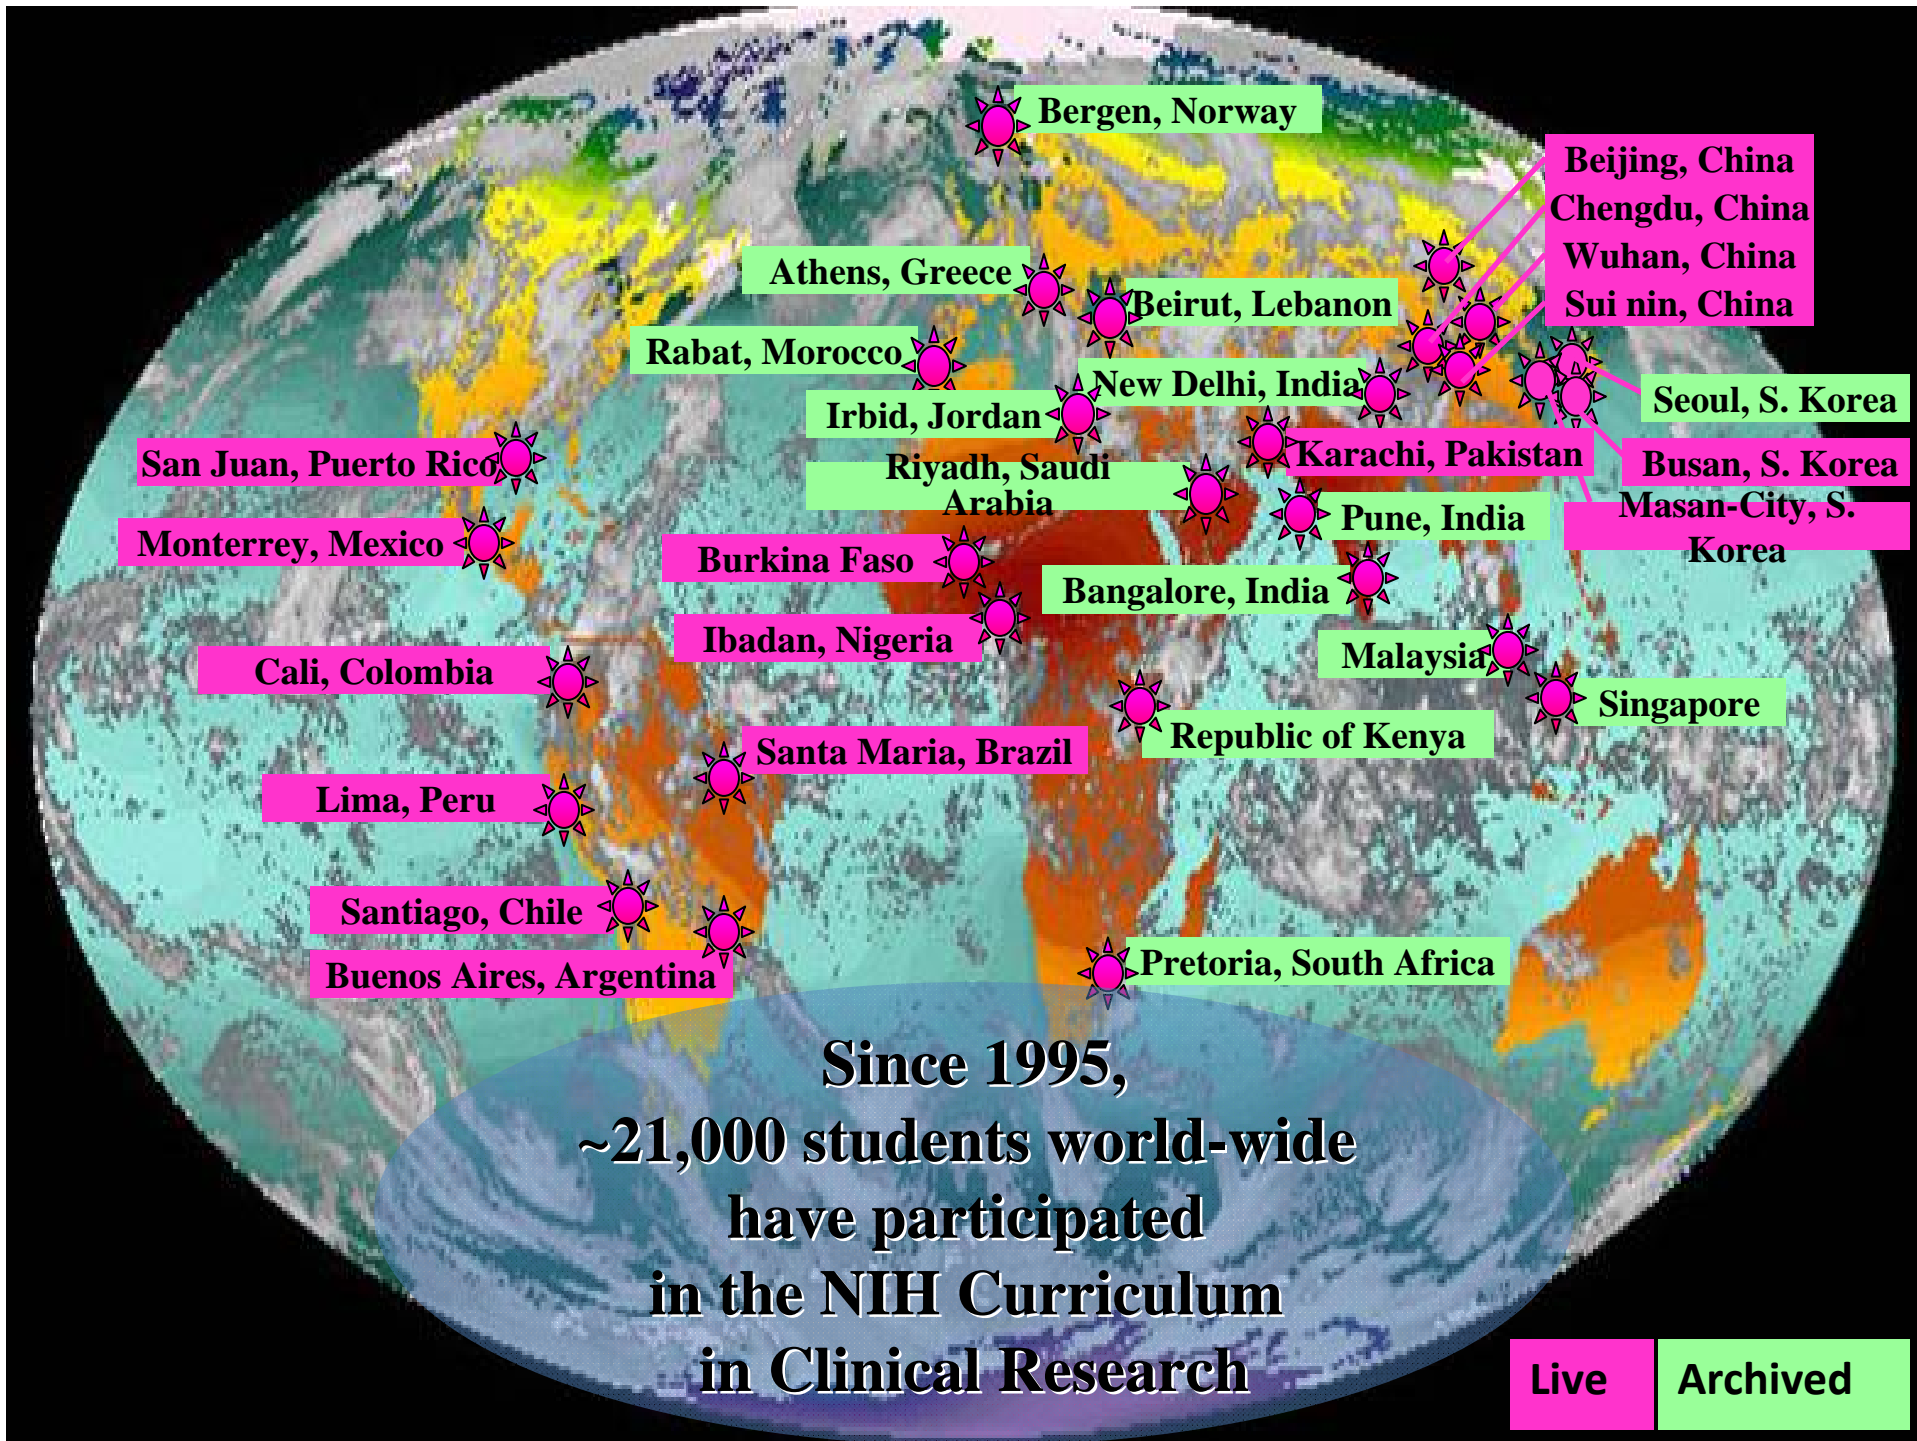 Bergen, Norway
Beijing, China
Chengdu, China
Wuhan, China
Sui nin, China
Athens, Greece
Beirut, Lebanon
Rabat, Morocco
New Delhi, India
Irbid, Jordan
Seoul, S. Korea
San Juan, Puerto Rico
Karachi, Pakistan
Busan, S. Korea
Riyadh, Saudi
Arabia
Pune, India
Masan-City, S.
Korea
Monterrey, Mexico
Burkina Faso
Bangalore, India
Ibadan, Nigeria
Malaysia
Cali, Colombia
Singapore
Republic of Kenya
Santa Maria, Brazil
Lima, Peru
Santiago, Chile
Buenos Aires, Argentina
Pretoria, South Africa
Since 1995,
~21,000 students world-wide
have participated
in the NIH Curriculum
in Clinical Research
Live
Archived